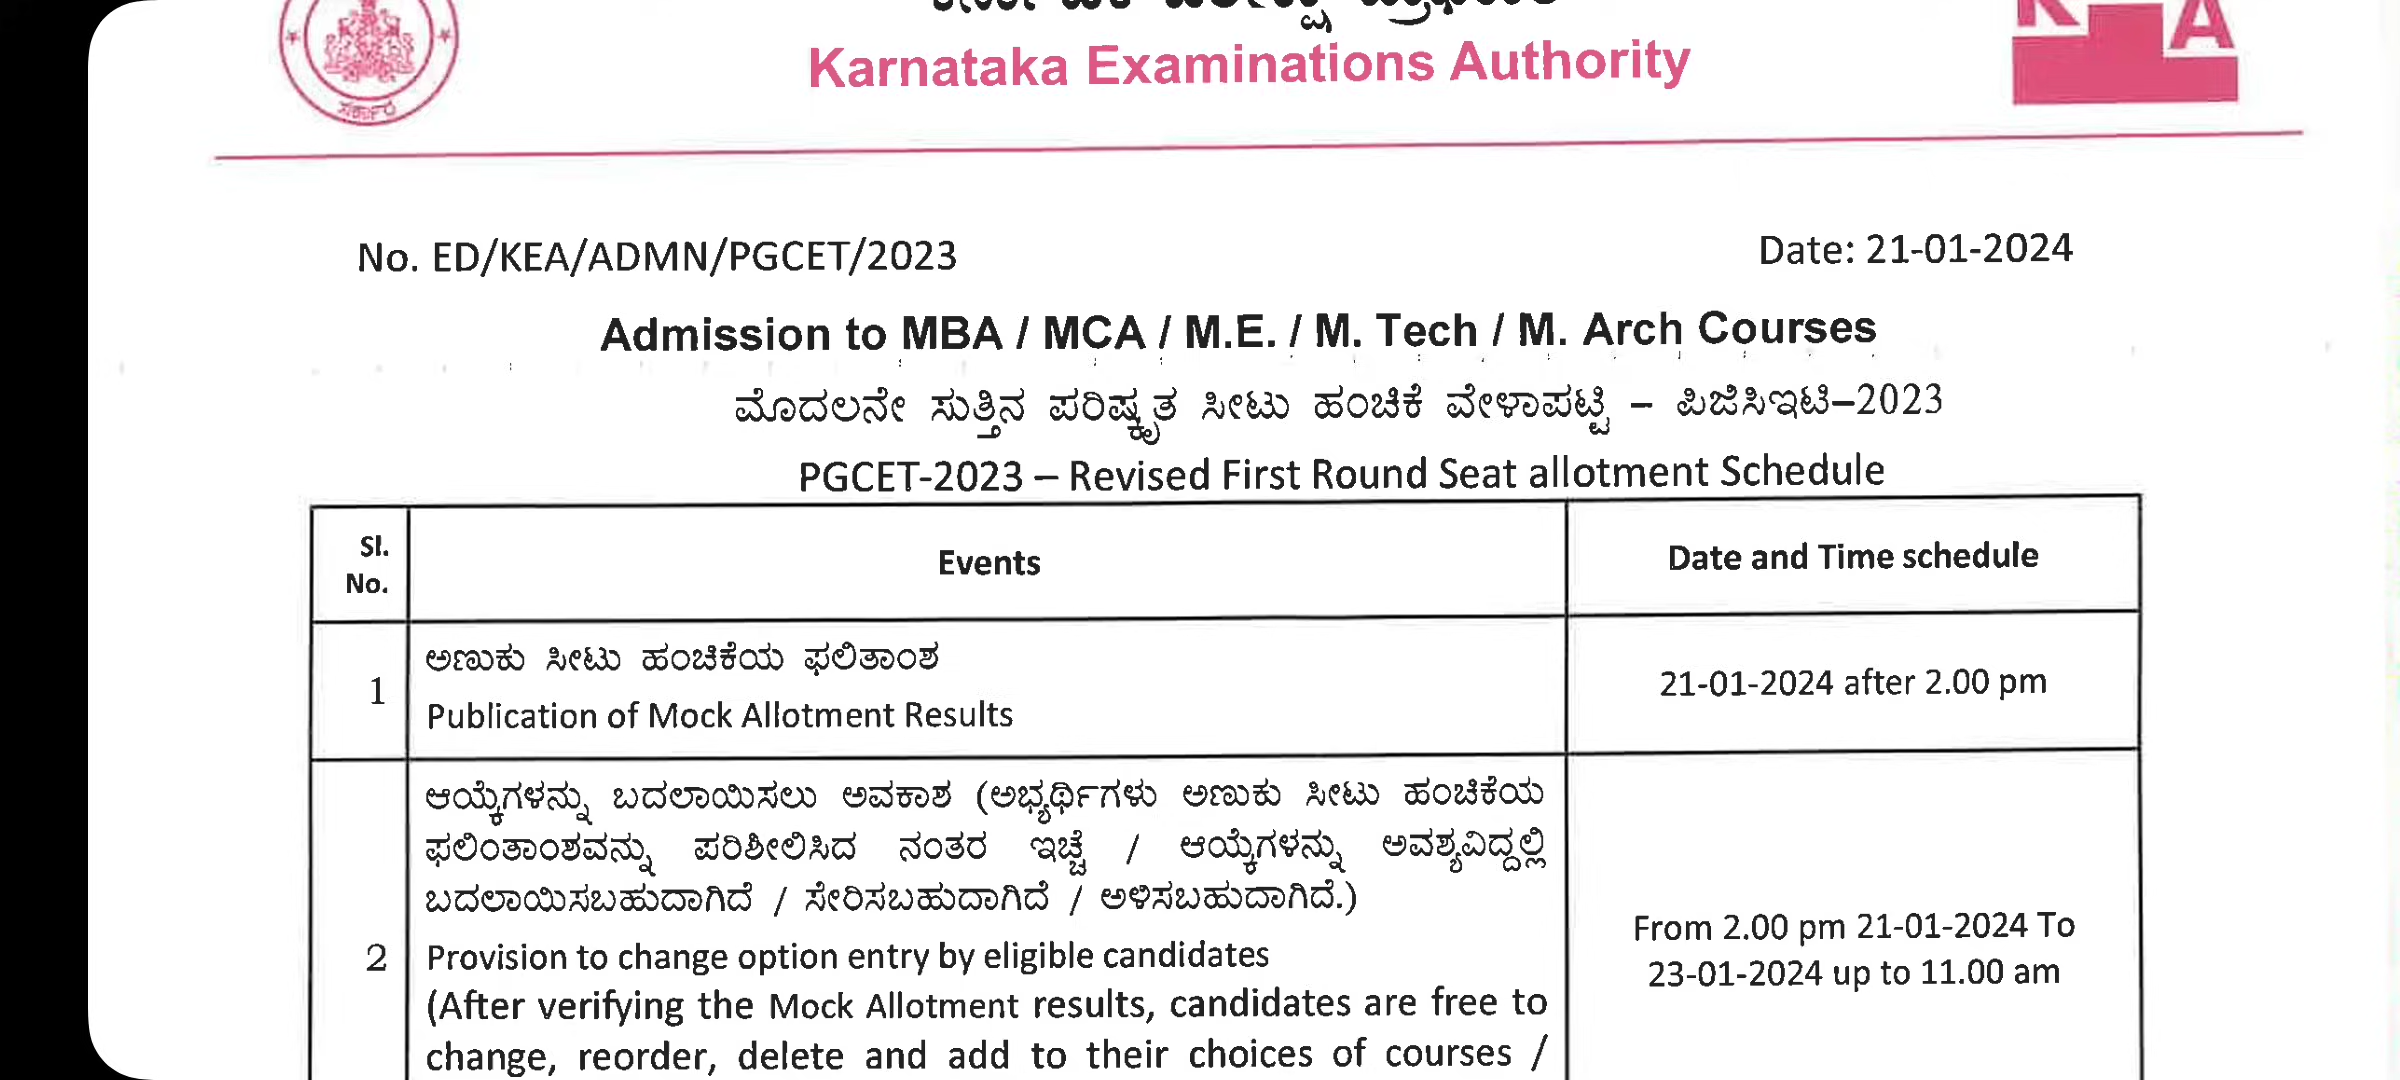 ಸರ್ಕಾರ
Karnataka Examinations Authority
K A
No. ED/KEA/ADMN/PGCET/2023
Date: 21-01-2024
Admission to MBA / MCA / M.E. / M. Tech / M. Arch Courses
ಮೊದಲನೇ ಸುತ್ತಿನ ಪರಿಷ್ಕೃತ ಸೀಟು ಹಂಚಿಕೆ ವೇಳಾಪಟ್ಟಿ – ಪಿಜಿಸಿಇಟಿ–2023
PGCET-2023 – Revised First Round Seat allotment Schedule
Sl.
No.
Events
Date and Time schedule
1
ಅಣುಕು ಸೀಟು ಹಂಚಿಕೆಯ ಫಲಿತಾಂಶ
Publication of Mock Allotment Results
21-01-2024 after 2.00 pm
2
ಆಯ್ಕೆಗಳನ್ನು ಬದಲಾಯಿಸಲು ಅವಕಾಶ (ಅಭ್ಯರ್ಥಿಗಳು ಅಣುಕು ಸೀಟು ಹಂಚಿಕೆಯ
ಫಲಿಂತಾಂಶವನ್ನು ಪರಿಶೀಲಿಸಿದ ನಂತರ ಇಚ್ಛೆ / ಆಯ್ಕೆಗಳನ್ನು ಅವಶ್ಯವಿದ್ದಲ್ಲಿ
ಬದಲಾಯಿಸಬಹುದಾಗಿದೆ / ಸೇರಿಸಬಹುದಾಗಿದೆ / ಅಳಿಸಬಹುದಾಗಿದೆ.)
Provision to change option entry by eligible candidates
(After verifying the Mock Allotment results, candidates are free to
change, reorder, delete and add to their choices of courses /
From 2.00 pm 21-01-2024 To
23-01-2024 up to 11.00 am